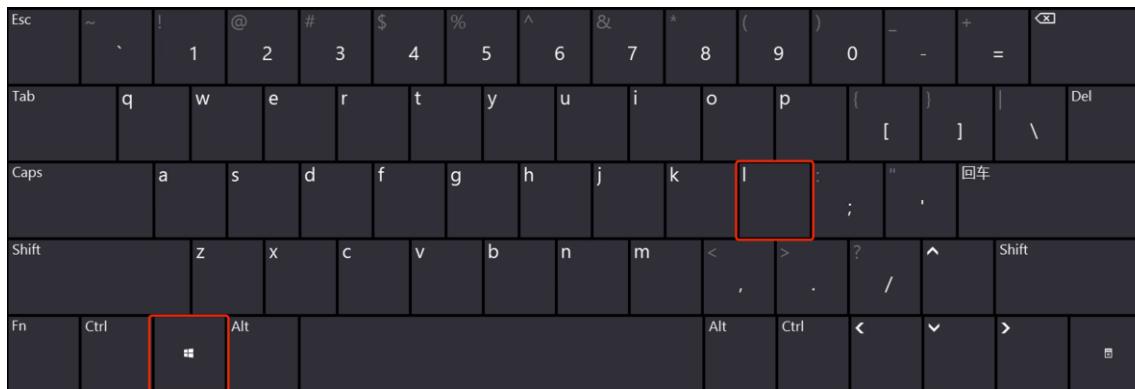 Esc ~ ` ! 1 @ 2 # 3 $ 4 % 5 ^ 6 & 7 * 8 ( 9 ) 0 _ - + =
Tab q w e r t y u i o p { [ } ] | \ Del
Caps a s d f g h j k l : ; " ' 回车
Shift z x c v b n m < , > . ? / Shift
Fn Ctrl Alt Alt Ctrl